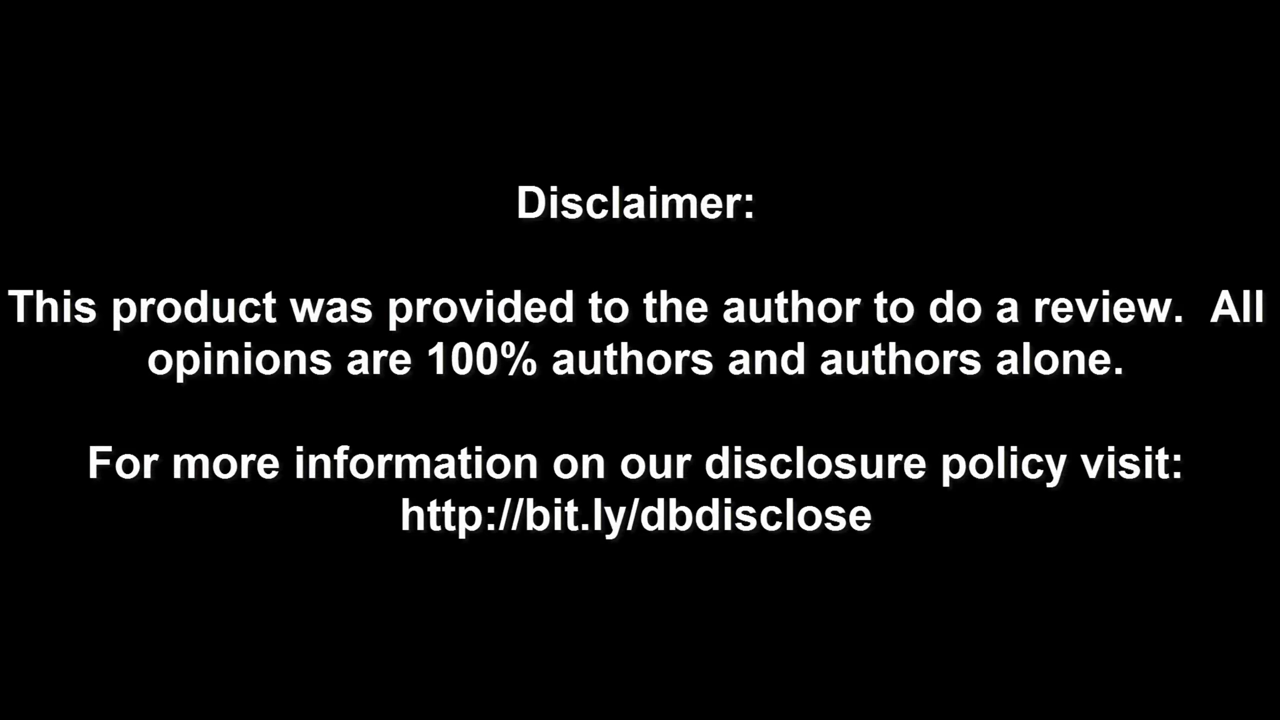 Disclaimer:
This product was provided to the author to do a review.  All
opinions are 100% authors and authors alone.
For more information on our disclosure policy visit:
http://bit.ly/dbdisclose